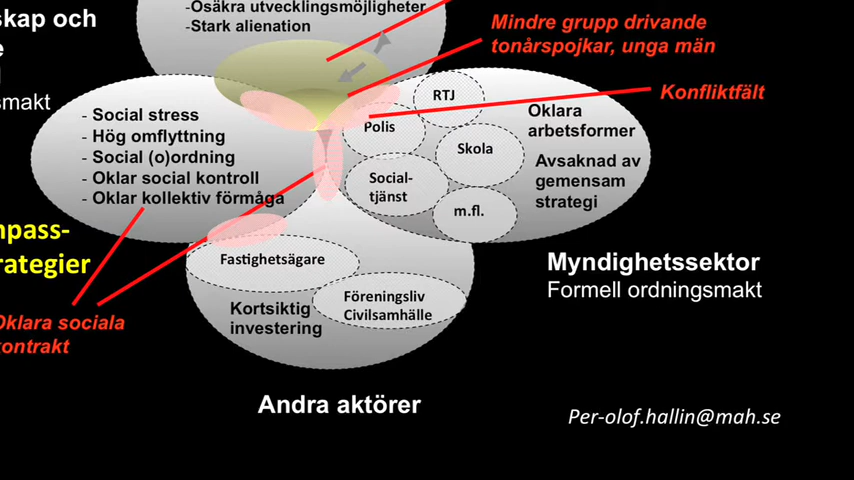 -Osäkra utvecklingsmöjligheter
-Stark alienation
skap och
e
smakt
Mindre grupp drivande
tonårspojkar, unga män
Konfliktfält
- Social stress
- Hög omflyttning
- Social (o)ordning
- Oklar social kontroll
- Oklar kollektiv förmåga
RTJ
Polis
Skola
Social-
tjänst
m.fl.
Oklara
arbetsformer
Avsaknad av
gemensam
strategi
mpass-
rategier
Fastighetsägare
Kortsiktig
investering
Föreningsliv
Civilsamhälle
Myndighetssektor
Formell ordningsmakt
Oklara sociala
kontrakt
Andra aktörer
Per-olof.hallin@mah.se